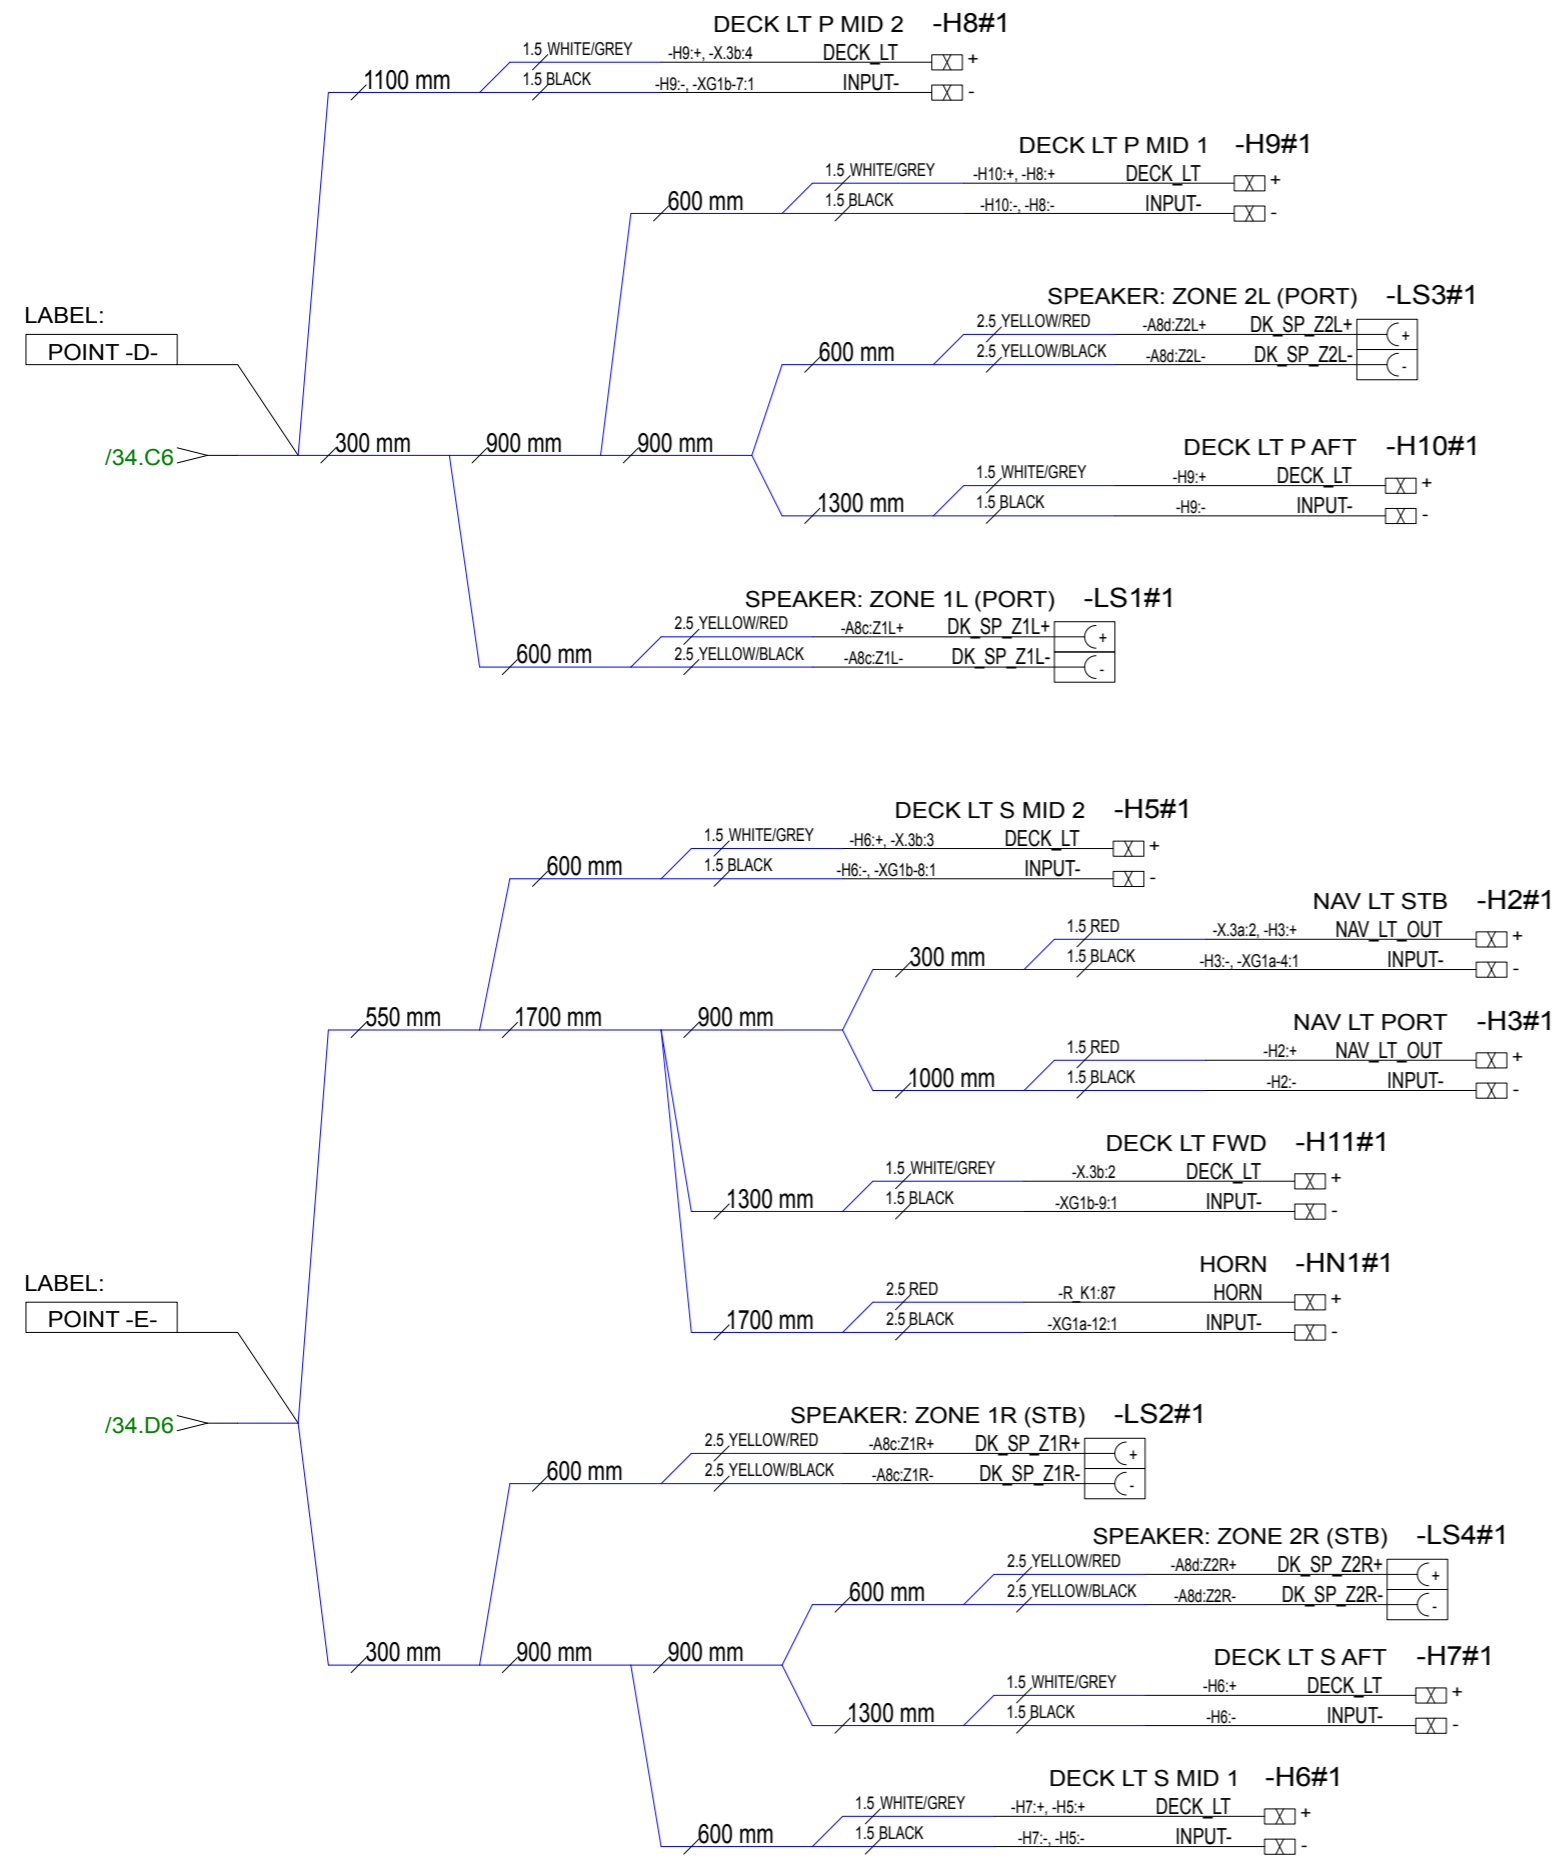 DECK LT P MID 2 -H8#1
1.5 WHITE/GREY -H9:+, -X.3b:4 DECK_LT +
1100 mm 1.5 BLACK -H9:-, -XG1b-7:1 INPUT- -
DECK LT P MID 1 -H9#1
1.5 WHITE/GREY -H10:+, -H8:+ DECK_LT +
600 mm 1.5 BLACK -H10:-, -H8:- INPUT- -
SPEAKER: ZONE 2L (PORT) -LS3#1
LABEL:
2.5 YELLOW/RED -A8d:Z2L+ DK_SP_Z2L+ +
POINT -D- 600 mm 2.5 YELLOW/BLACK -A8d:Z2L- DK_SP_Z2L- -
/34.C6 300 mm 900 mm 900 mm
DECK LT P AFT -H10#1
1.5 WHITE/GREY -H9:+ DECK_LT +
1300 mm 1.5 BLACK -H9:- INPUT- -
SPEAKER: ZONE 1L (PORT) -LS1#1
2.5 YELLOW/RED -A8c:Z1L+ DK_SP_Z1L+ +
600 mm 2.5 YELLOW/BLACK -A8c:Z1L- DK_SP_Z1L- -
DECK LT S MID 2 -H5#1
1.5 WHITE/GREY -H6:+, -X.3b:3 DECK_LT +
600 mm 1.5 BLACK -H6:-, -XG1b-8:1 INPUT- -
NAV LT STB -H2#1
1.5 RED -X.3a:2, -H3:+ NAV_LT_OUT +
300 mm 1.5 BLACK -H3:-, -XG1a-4:1 INPUT- -
550 mm 1700 mm 900 mm
NAV LT PORT -H3#1
1.5 RED -H2:+ NAV_LT_OUT +
1000 mm 1.5 BLACK -H2:- INPUT- -
DECK LT FWD -H11#1
1.5 WHITE/GREY -X.3b:2 DECK_LT +
1300 mm 1.5 BLACK -XG1b-9:1 INPUT- -
HORN -HN1#1
LABEL:
2.5 RED -R_K1:87 HORN +
POINT -E- 1700 mm 2.5 BLACK -XG1a-12:1 INPUT- -
/34.D6
SPEAKER: ZONE 1R (STB) -LS2#1
2.5 YELLOW/RED -A8c:Z1R+ DK_SP_Z1R+ +
600 mm 2.5 YELLOW/BLACK -A8c:Z1R- DK_SP_Z1R- -
SPEAKER: ZONE 2R (STB) -LS4#1
2.5 YELLOW/RED -A8d:Z2R+ DK_SP_Z2R+ +
600 mm 2.5 YELLOW/BLACK -A8d:Z2R- DK_SP_Z2R- -
300 mm 900 mm 900 mm
DECK LT S AFT -H7#1
1.5 WHITE/GREY -H6:+ DECK_LT +
1300 mm 1.5 BLACK -H6:- INPUT- -
DECK LT S MID 1 -H6#1
1.5 WHITE/GREY -H7:+, -H5:+ DECK_LT +
600 mm 1.5 BLACK -H7:-, -H5:- INPUT- -